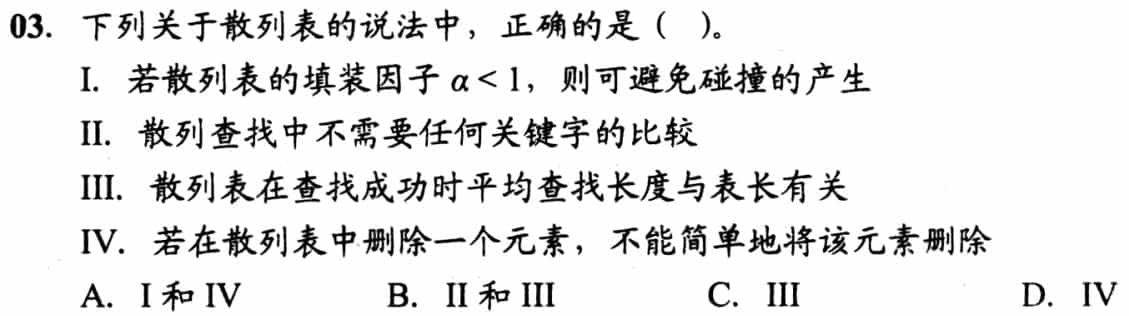 03. 下列关于散列表的说法中，正确的是（ ）。
I. 若散列表的填装因子 α < 1，则可避免碰撞的产生
II. 散列查找中不需要任何关键字的比较
III. 散列表在查找成功时平均查找长度与表长有关
IV. 若在散列表中删除一个元素，不能简单地将该元素删除
A. I 和 IV B. II 和 III C. III D. IV